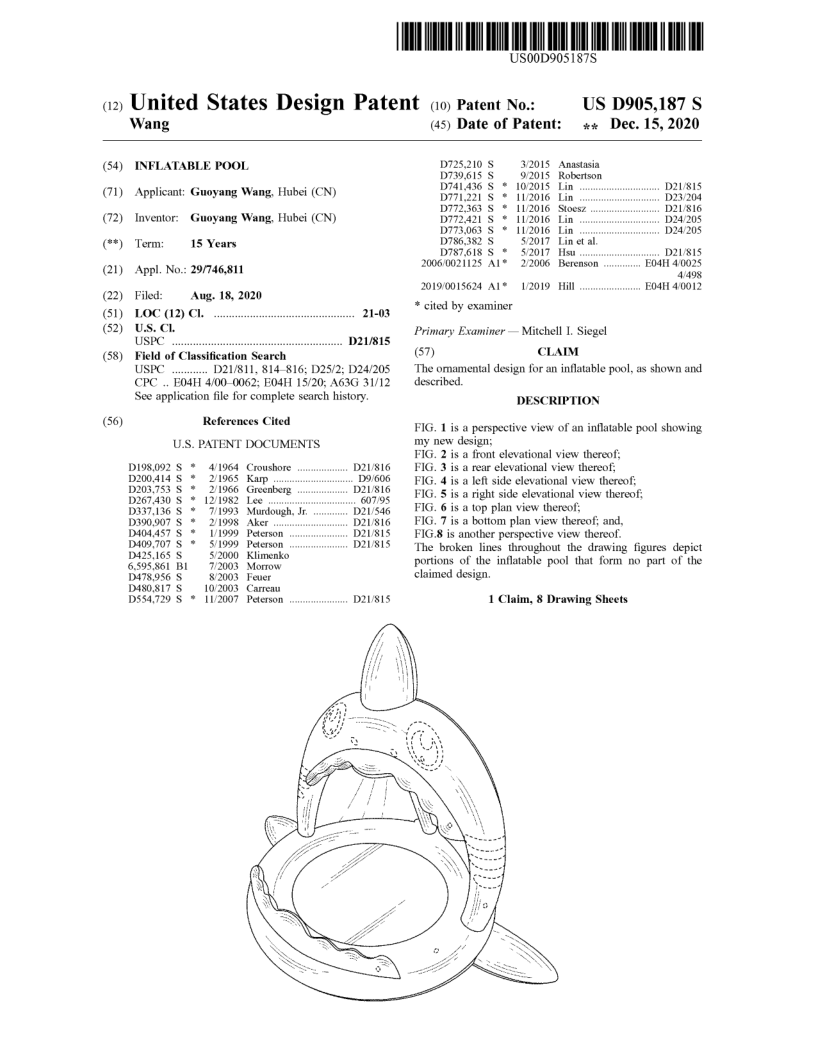 US00D905187S
(12) United States Design Patent (10) Patent No.: US D905,187 S
Wang (45) Date of Patent: ** Dec. 15, 2020
(54) INFLATABLE POOL
(71) Applicant: Guoyang Wang, Hubei (CN)
(72) Inventor: Guoyang Wang, Hubei (CN)
(**) Term: 15 Years
(21) Appl. No.: 29/746,811
(22) Filed: Aug. 18, 2020
(51) LOC (12) Cl. ............................................... 21-03
(52) U.S. Cl.
USPC ......................................................... D21/815
(58) Field of Classification Search
USPC ............ D21/811, 814–816; D25/2; D24/205
CPC .. E04H 4/00–0062; E04H 15/20; A63G 31/12
See application file for complete search history.
(56) References Cited
U.S. PATENT DOCUMENTS
D198,092 S * 4/1964 Croushore ................... D21/816
D200,414 S * 2/1965 Karp .............................. D9/606
D203,753 S * 2/1966 Greenberg ................... D21/816
D267,430 S * 12/1982 Lee ................................. 607/95
D337,136 S * 7/1993 Murdough, Jr. ............. D21/546
D390,907 S * 2/1998 Aker ............................ D21/816
D404,457 S * 1/1999 Peterson ...................... D21/815
D409,707 S * 5/1999 Peterson ...................... D21/815
D425,165 S 5/2000 Klimenko
6,595,861 B1 7/2003 Morrow
D478,956 S 8/2003 Feuer
D480,817 S 10/2003 Carreau
D554,729 S * 11/2007 Peterson ...................... D21/815
D725,210 S 3/2015 Anastasia
D739,615 S 9/2015 Robertson
D741,436 S * 10/2015 Lin .............................. D21/815
D771,221 S * 11/2016 Lin .............................. D23/204
D772,363 S * 11/2016 Stoesz .......................... D21/816
D772,421 S * 11/2016 Lin .............................. D24/205
D773,063 S * 11/2016 Lin .............................. D24/205
D786,382 S 5/2017 Lin et al.
D787,618 S * 5/2017 Hsu .............................. D21/815
2006/0021125 A1* 2/2006 Berenson .............. E04H 4/0025
4/498
2019/0015624 A1* 1/2019 Hill ....................... E04H 4/0012
* cited by examiner
Primary Examiner — Mitchell I. Siegel
(57) CLAIM
The ornamental design for an inflatable pool, as shown and
described.
DESCRIPTION
FIG. 1 is a perspective view of an inflatable pool showing
my new design;
FIG. 2 is a front elevational view thereof;
FIG. 3 is a rear elevational view thereof;
FIG. 4 is a left side elevational view thereof;
FIG. 5 is a right side elevational view thereof;
FIG. 6 is a top plan view thereof;
FIG. 7 is a bottom plan view thereof; and,
FIG.8 is another perspective view thereof.
The broken lines throughout the drawing figures depict
portions of the inflatable pool that form no part of the
claimed design.
1 Claim, 8 Drawing Sheets